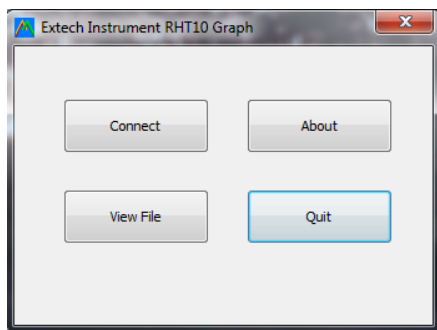 Extech Instrument RHT10 Graph
Connect
About
View File
Quit